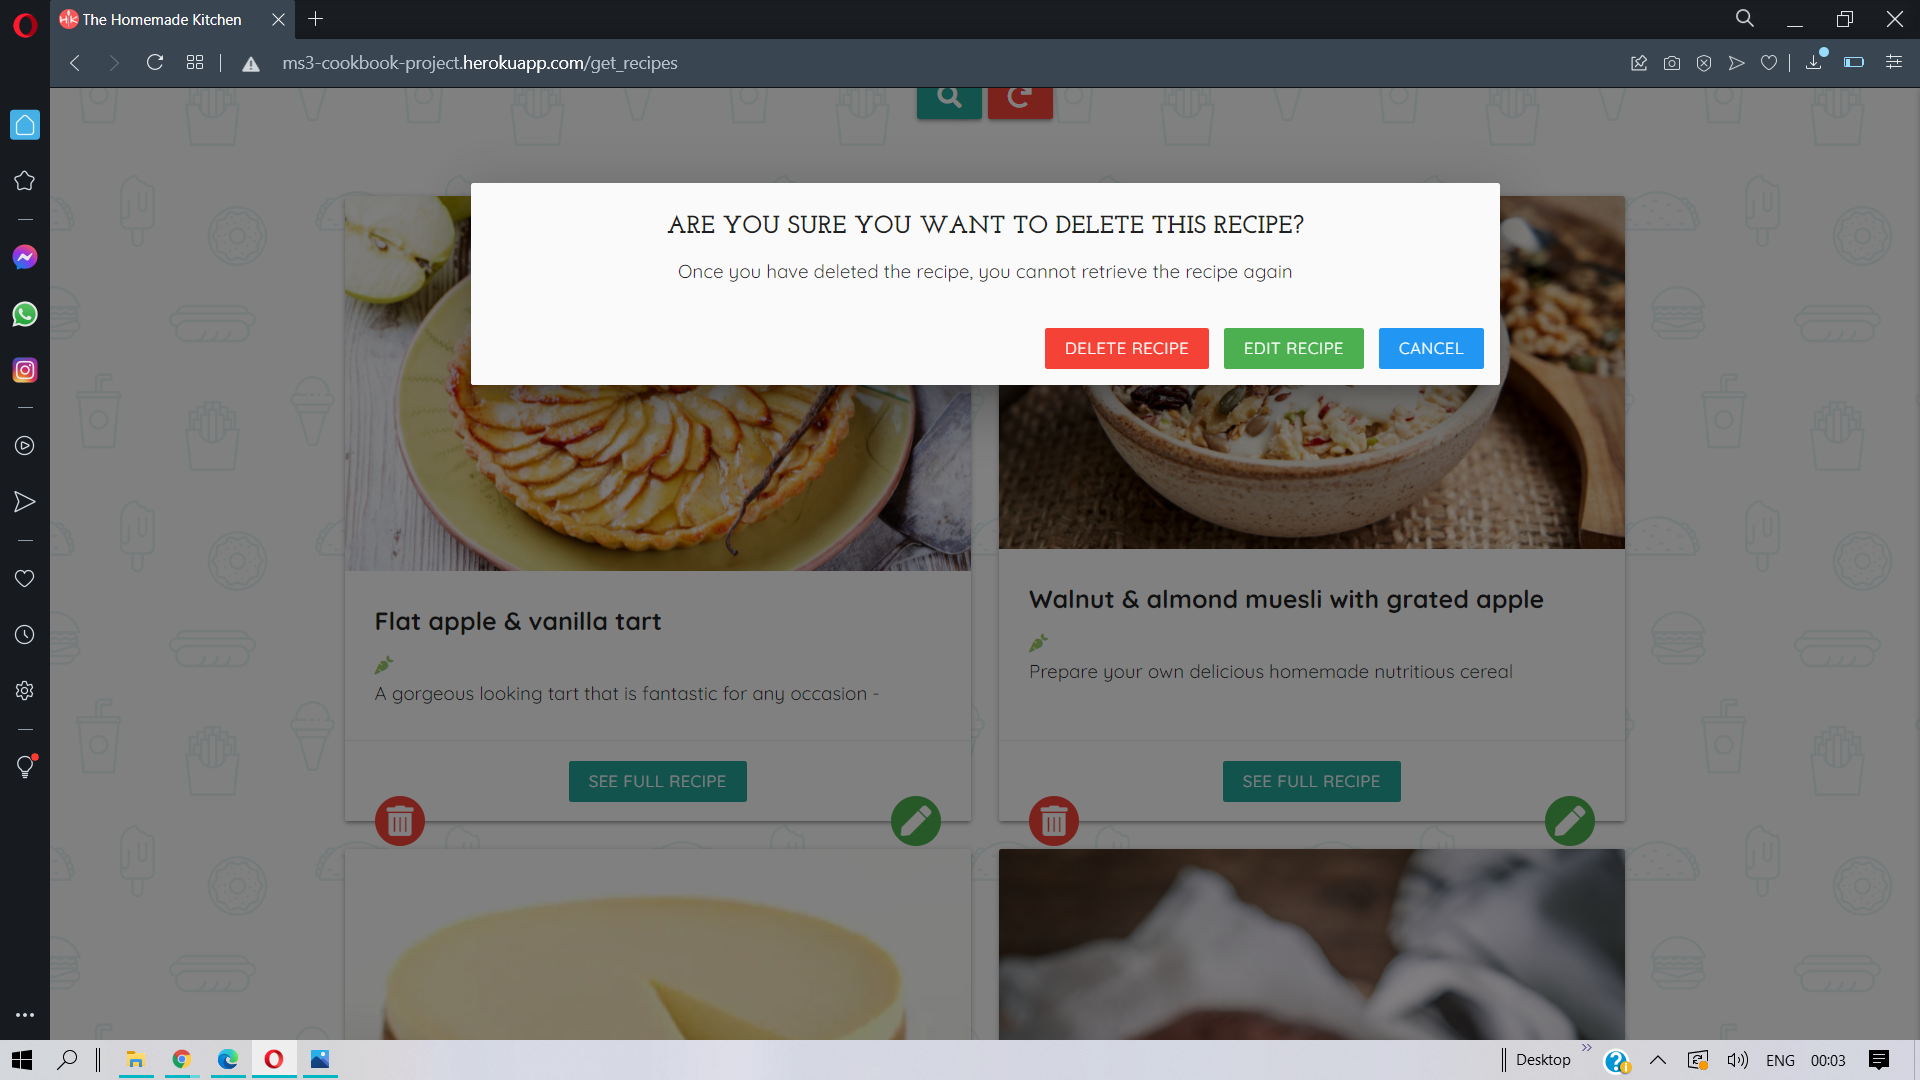 The Homemade Kitchen
ms3-cookbook-project.herokuapp.com/get_recipes
ARE YOU SURE YOU WANT TO DELETE THIS RECIPE?
Once you have deleted the recipe, you cannot retrieve the recipe again
DELETE RECIPE
EDIT RECIPE
CANCEL
Flat apple & vanilla tart
A gorgeous looking tart that is fantastic for any occasion -
SEE FULL RECIPE
Walnut & almond muesli with grated apple
Prepare your own delicious homemade nutritious cereal
SEE FULL RECIPE
Desktop
ENG
00:03